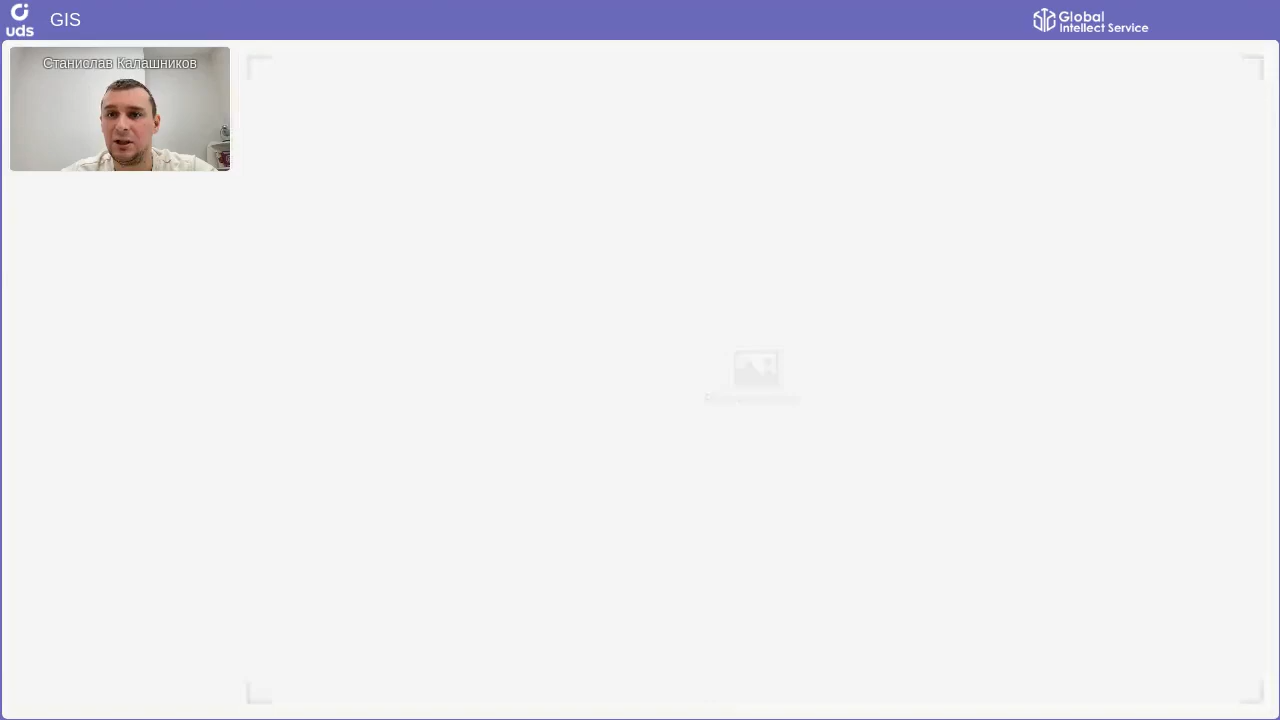 uds
GIS
Global
Intellect Service
Станислав Калашников